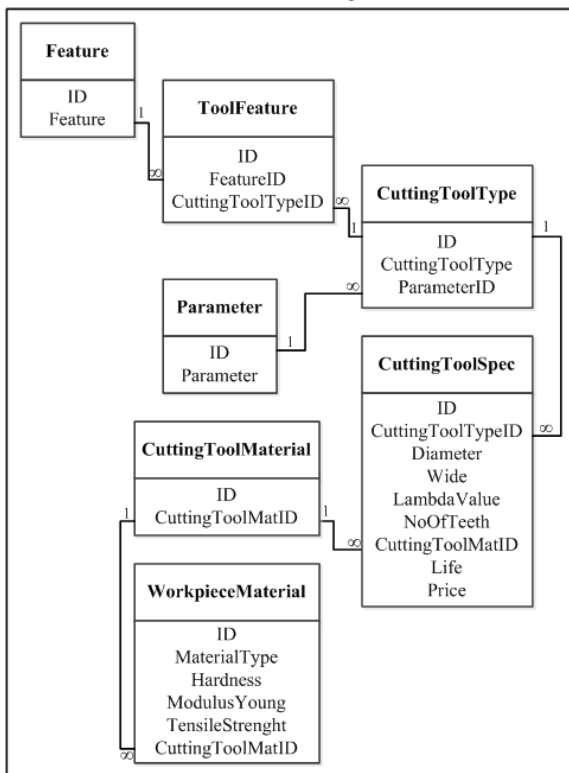 Feature
ID
Feature
1
∞
ToolFeature
ID
FeatureID
CuttingToolTypeID
∞
1
CuttingToolType
ID
CuttingToolType
ParameterID
1
∞
Parameter
ID
Parameter
1
CuttingToolSpec
ID
CuttingToolTypeID
Diameter
Wide
LambdaValue
NoOfTeeth
CuttingToolMatID
Life
Price
∞
∞
CuttingToolMaterial
ID
CuttingToolMatID
1
1
WorkpieceMaterial
ID
MaterialType
Hardness
ModulusYoung
TensileStrenght
CuttingToolMatID
∞